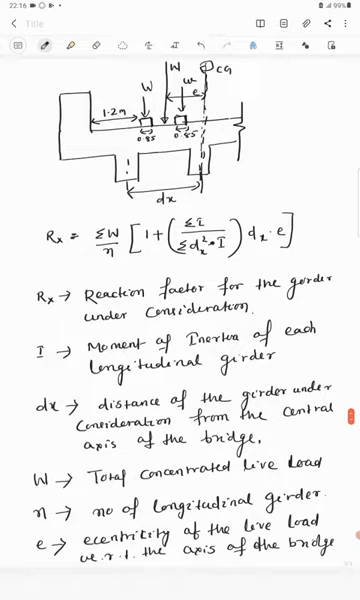 22:16
84%
Title
W
W
W
CG
e
1.2m
0.85
0.85
dx
Rx = ΣW/n [1 + (ΣI / Σdx²·I) dx · e]
Rx → Reaction factor for the girder
under consideration.
I → Moment of Inertia of each
longitudinal girder
dx → distance of the girder under
consideration from the central
axis of the bridge.
W → Total concentrated live load
n → no of longitudinal girder.
e → ecentricity of the live load
w.r.t. the axis of the bridge